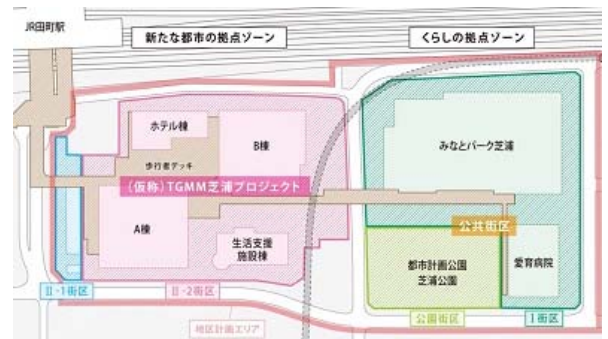 JR田町駅
新たな都市の拠点ゾーン
くらしの拠点ゾーン
ホテル棟
B棟
みなとパーク芝浦
歩行者デッキ
(仮称)TGMM芝浦プロジェクト
A棟
生活支援
施設棟
公共街区
都市計画公園
芝浦公園
愛育病院
II-1街区
II-2街区
公園街区
I街区
地区計画エリア